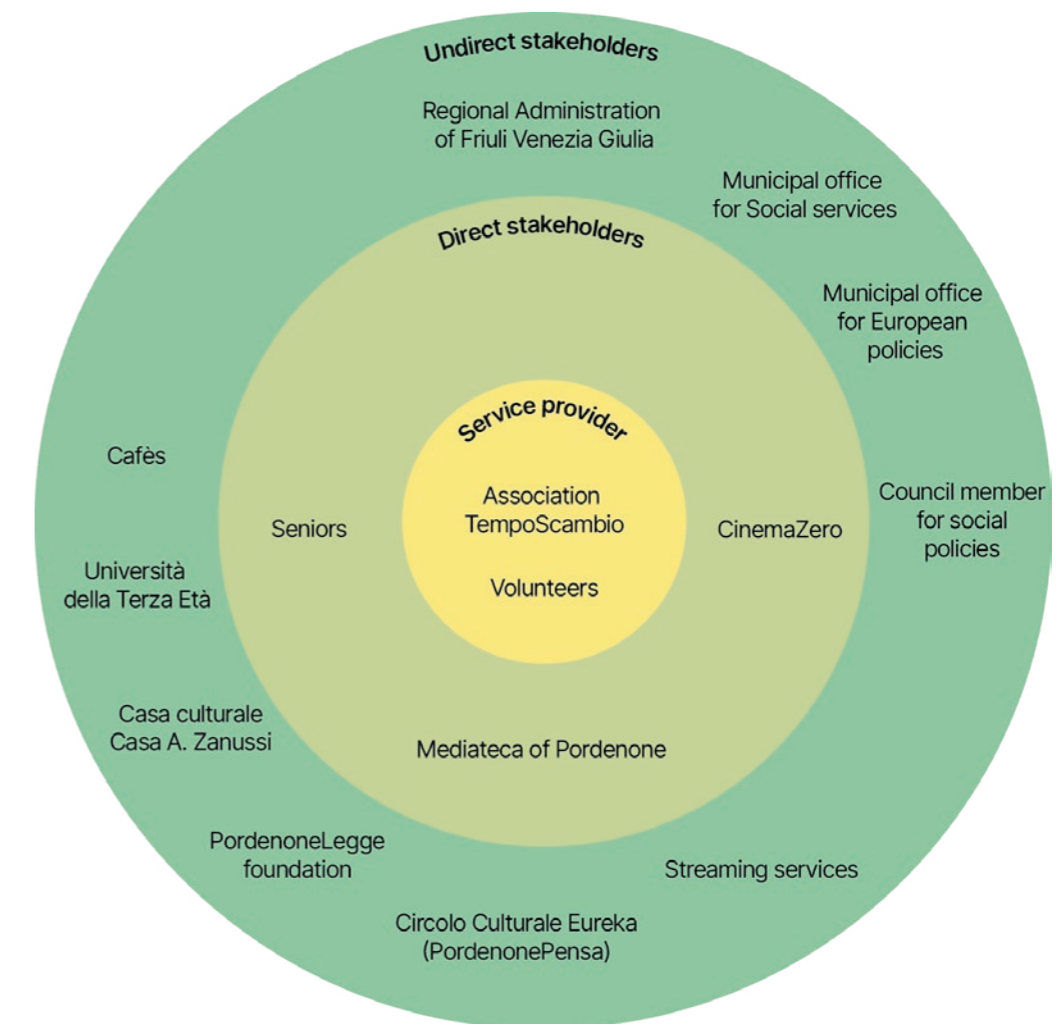 Undirect stakeholders
Regional Administration
of Friuli Venezia Giulia
Municipal office
for Social services
Direct stakeholders
Municipal office
for European
policies
Service provider
Cafès
Association
TempoScambio
Council member
for social
policies
Seniors
CinemaZero
Volunteers
Università
della Terza Età
Casa culturale
Casa A. Zanussi
Mediateca of Pordenone
PordenoneLegge
foundation
Streaming services
Circolo Culturale Eureka
(PordenonePensa)